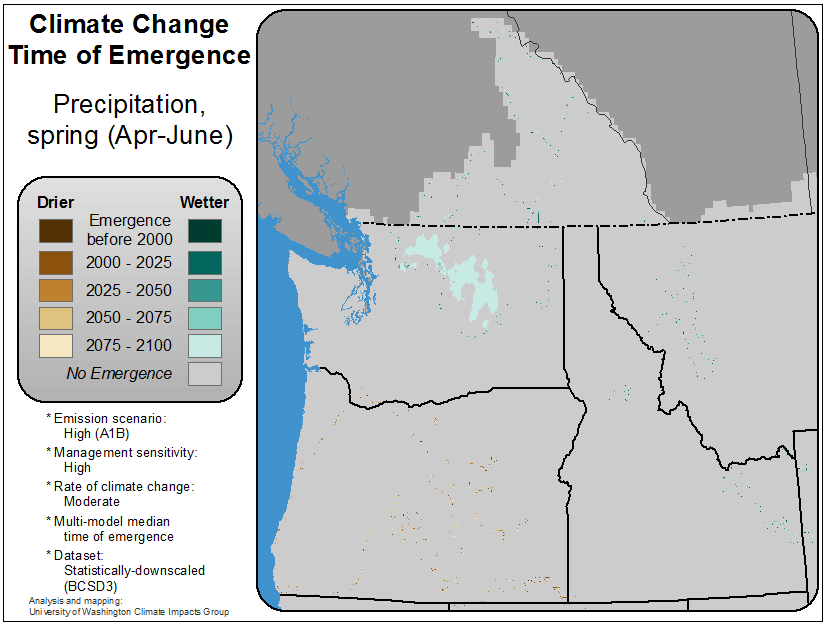 Climate Change
Time of Emergence
Precipitation,
spring (Apr-June)
Drier Wetter
Emergence
before 2000
2000 - 2025
2025 - 2050
2050 - 2075
2075 - 2100
No Emergence
* Emission scenario:
High (A1B)
* Management sensitivity:
High
* Rate of climate change:
Moderate
* Multi-model median
time of emergence
* Dataset:
Statistically-downscaled
(BCSD3)
Analysis and mapping:
University of Washington Climate Impacts Group